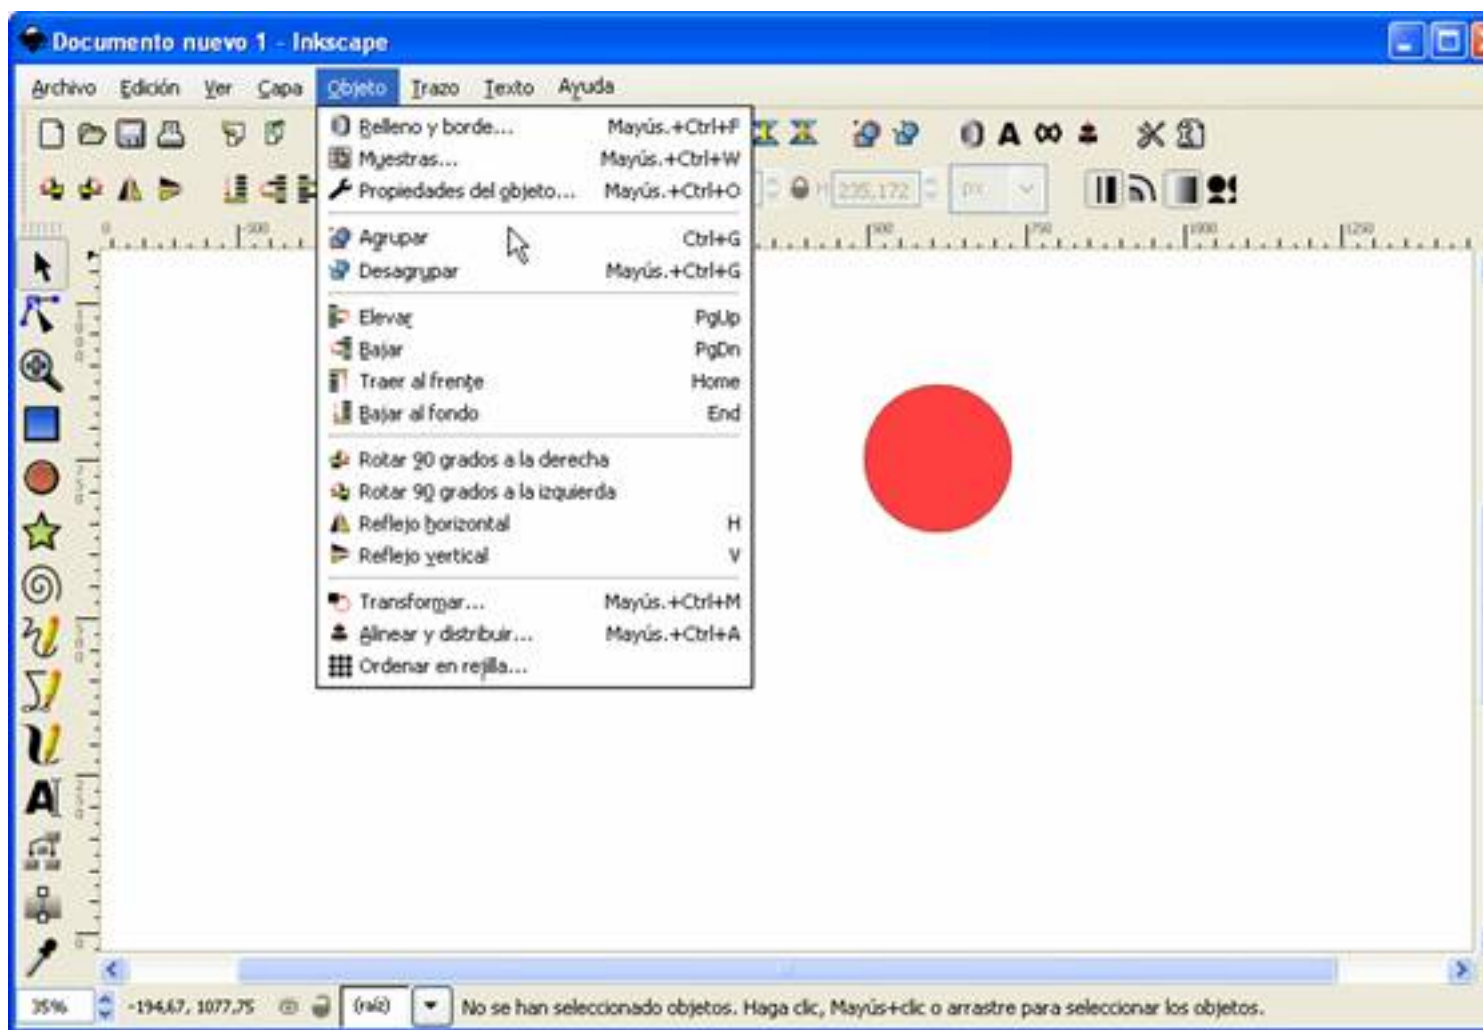 Documento nuevo 1 - Inkscape
Archivo Edición Ver Capa Objeto Trazo Texto Ayuda
Relleno y borde... Mayús.+Ctrl+F
Muestras... Mayús.+Ctrl+W
Propiedades del objeto... Mayús.+Ctrl+O
H 235,172 px
Agrupar Ctrl+G
Desagrupar Mayús.+Ctrl+G
Elevar PgUp
Bajar PgDn
Traer al frente Home
Bajar al fondo End
Rotar 90 grados a la derecha
Rotar 90 grados a la izquierda
Reflejo horizontal H
Reflejo vertical V
Transformar... Mayús.+Ctrl+M
Alinear y distribuir... Mayús.+Ctrl+A
Ordenar en rejilla...
35% -194,67, 1077,75 (raíz) No se han seleccionado objetos. Haga clic, Mayús+clic o arrastre para seleccionar los objetos.